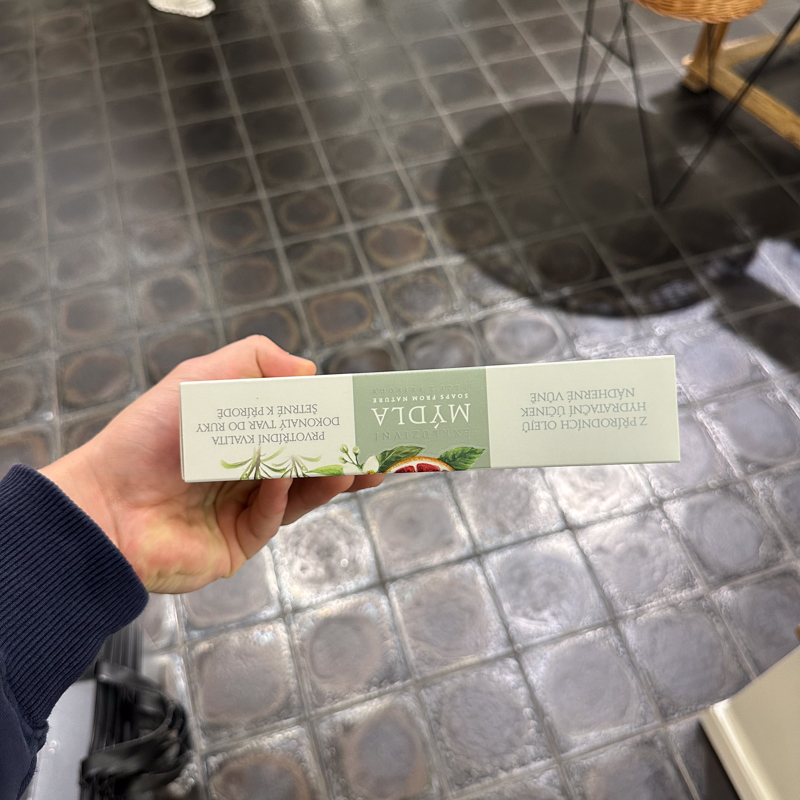 Z PŘÍRODNÍCH OLEJŮ
HYDRATAČNÍ ÚČINEK
NÁDHERNÉ VŮNĚ
MÝDLA
SOAPS FROM NATURE
PRVOTŘÍDNÍ KVALITA
DOKONALÝ TVAR DO RUKY
ŠETRNÉ K PŘÍRODĚ